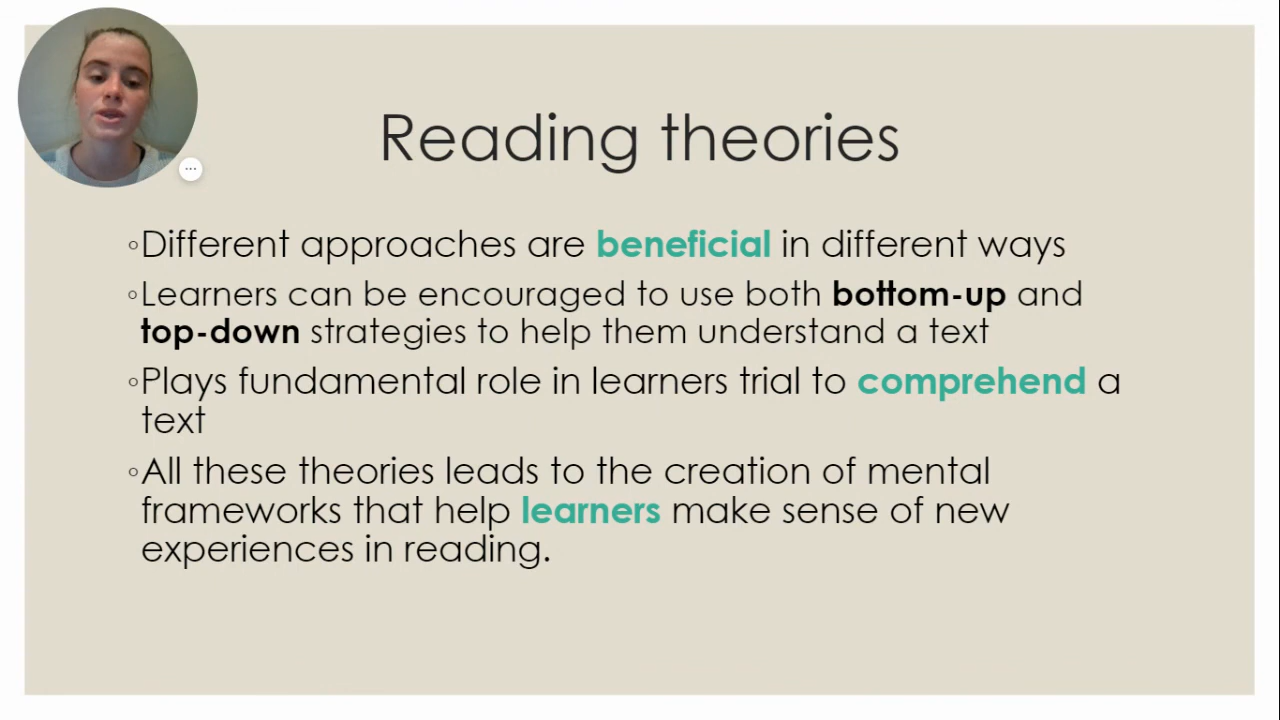 Reading theories
◦Different approaches are beneficial in different ways
◦Learners can be encouraged to use both bottom-up and
top-down strategies to help them understand a text
◦Plays fundamental role in learners trial to comprehend a
text
◦All these theories leads to the creation of mental
frameworks that help learners make sense of new
experiences in reading.